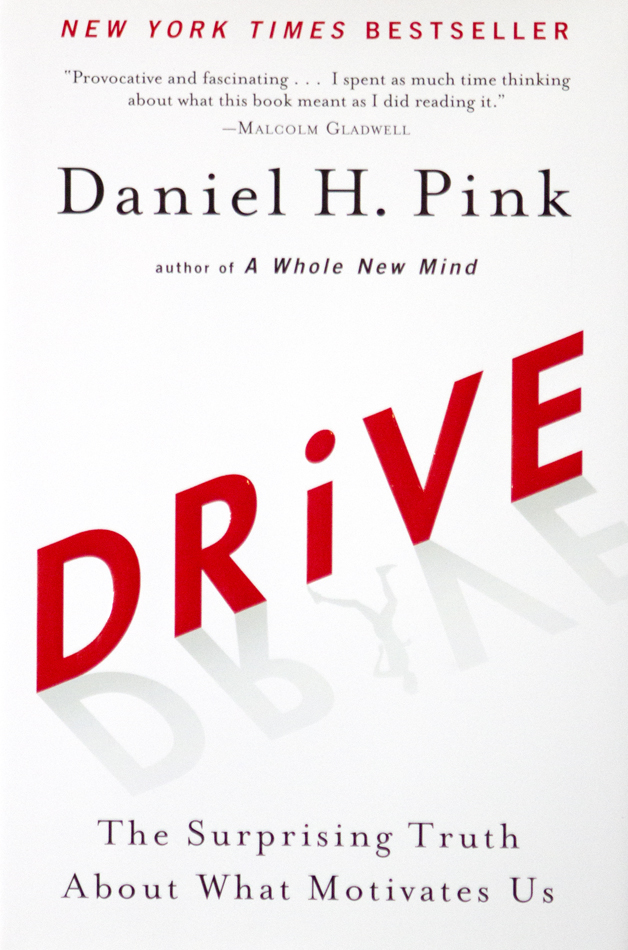 NEW YORK TIMES BESTSELLER
"Provocative and fascinating . . . I spent as much time thinking
about what this book meant as I did reading it."
—MALCOLM GLADWELL
Daniel H. Pink
author of A Whole New Mind
DRiVE
The Surprising Truth
About What Motivates Us